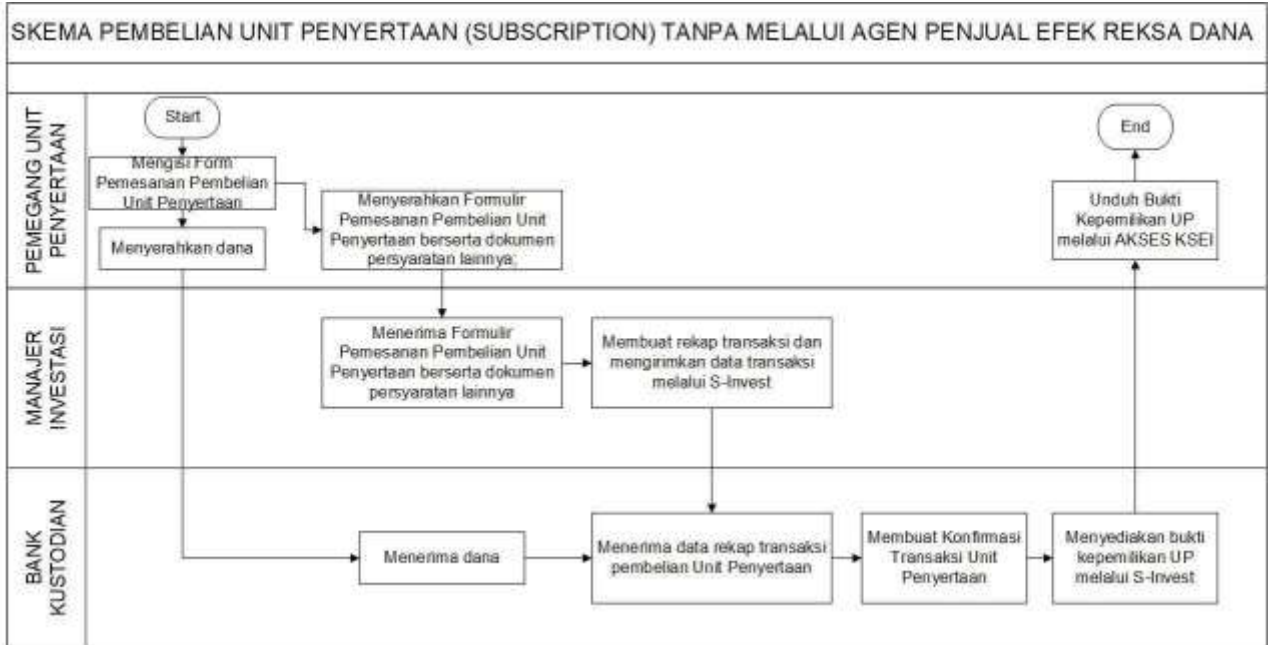 SKEMA PEMBELIAN UNIT PENYERTAAN (SUBSCRIPTION) TANPA MELALUI AGEN PENJUAL EFEK REKSA DANA
PEMEGANG UNIT
PENYERTAAN
Start
Mengisi Form
Pemesanan Pembelian
Unit Penyertaan
Menyerahkan dana
Menyerahkan Formulir
Pemesanan Pembelian Unit
Penyertaan berserta dokumen
persyaratan lainnya;
End
Unduh Bukti
Kepemilikan UP
melalui AKSES KSEI
MANAJER
INVESTASI
Menerima Formulir
Pemesanan Pembelian Unit
Penyertaan berserta dokumen
persyaratan lainnya
Membuat rekap transaksi dan
mengirimkan data transaksi
melalui S-Invest
BANK
KUSTODIAN
Menerima dana
Menerima data rekap transaksi
pembelian Unit Penyertaan
Membuat Konfirmasi
Transaksi Unit
Penyertaan
Menyediakan bukti
kepemilikan UP
melalui S-Invest